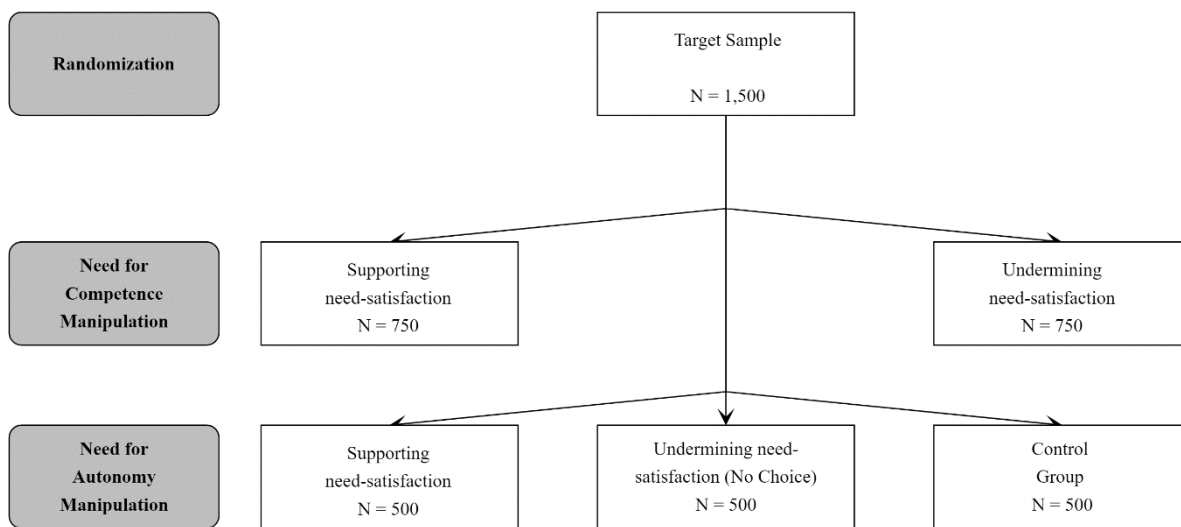 Randomization
Target Sample
N = 1,500
Need for
Competence
Manipulation
Supporting
need-satisfaction
N = 750
Undermining
need-satisfaction
N = 750
Need for
Autonomy
Manipulation
Supporting
need-satisfaction
N = 500
Undermining need-
satisfaction (No Choice)
N = 500
Control
Group
N = 500